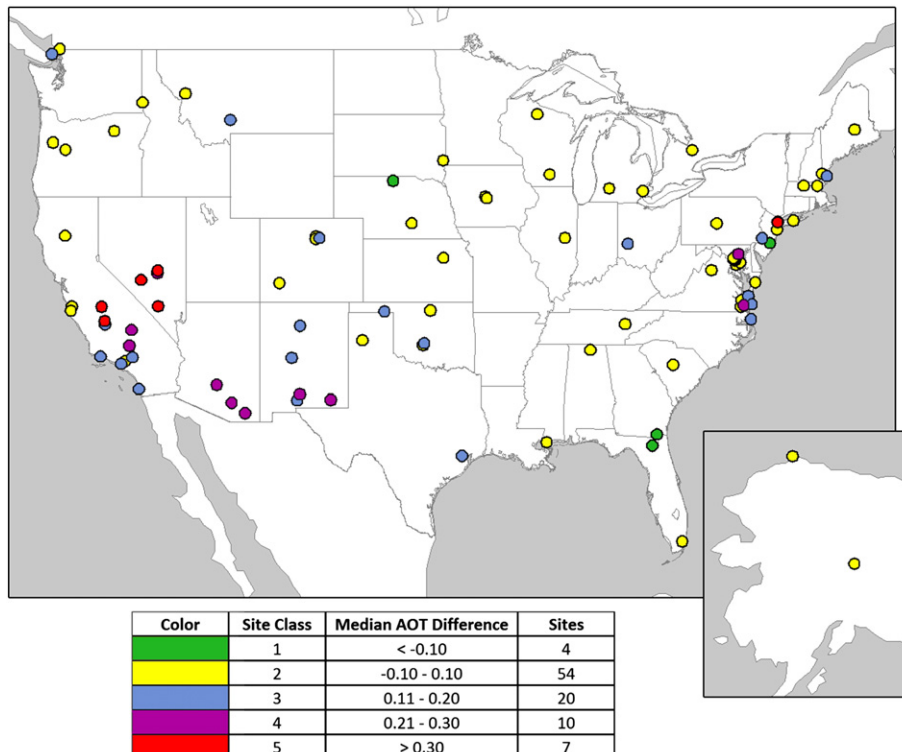 Color Site Class Median AOT Difference Sites
1 < -0.10 4
2 -0.10 - 0.10 54
3 0.11 - 0.20 20
4 0.21 - 0.30 10
5 > 0.30 7